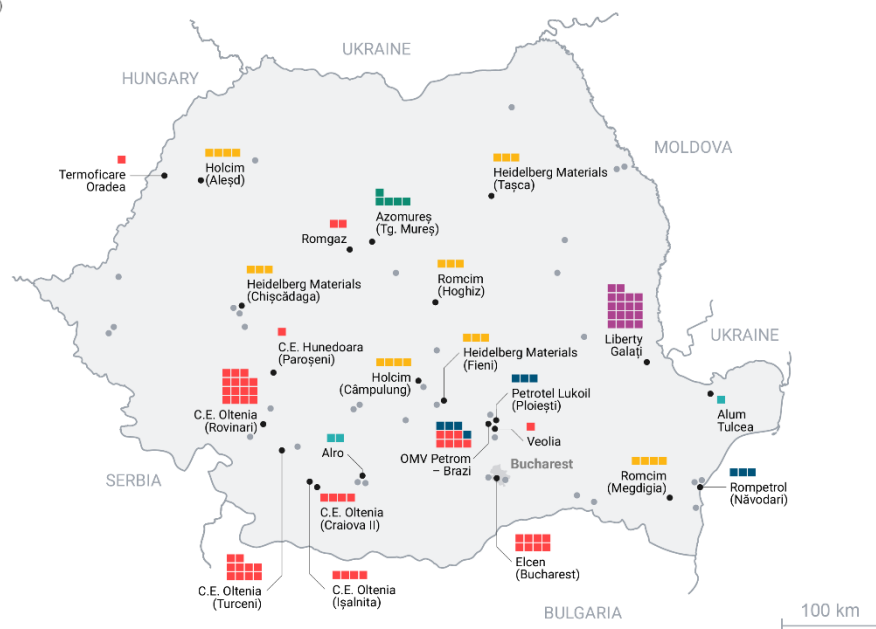 )
UKRAINE
HUNGARY
MOLDOVA
Termoficare
Oradea
Holcim
(Aleșd)
Heidelberg Materials
(Tașca)
Azomureș
(Tg. Mureș)
Romgaz
Heidelberg Materials
(Chișcădaga)
Romcim
(Hoghiz)
UKRAINE
Liberty
Galați
C.E. Hunedoara
(Paroșeni)
Heidelberg Materials
(Fieni)
Holcim
(Câmpulung)
Petrotel Lukoil
(Ploiești)
Alum
Tulcea
C.E. Oltenia
(Rovinari)
Veolia
Alro
OMV Petrom
– Brazi
Bucharest
SERBIA
Romcim
(Megdigia)
Rompetrol
(Năvodari)
C.E. Oltenia
(Craiova II)
Elcen
(Bucharest)
C.E. Oltenia
(Turceni)
C.E. Oltenia
(Ișalnita)
BULGARIA
100 km